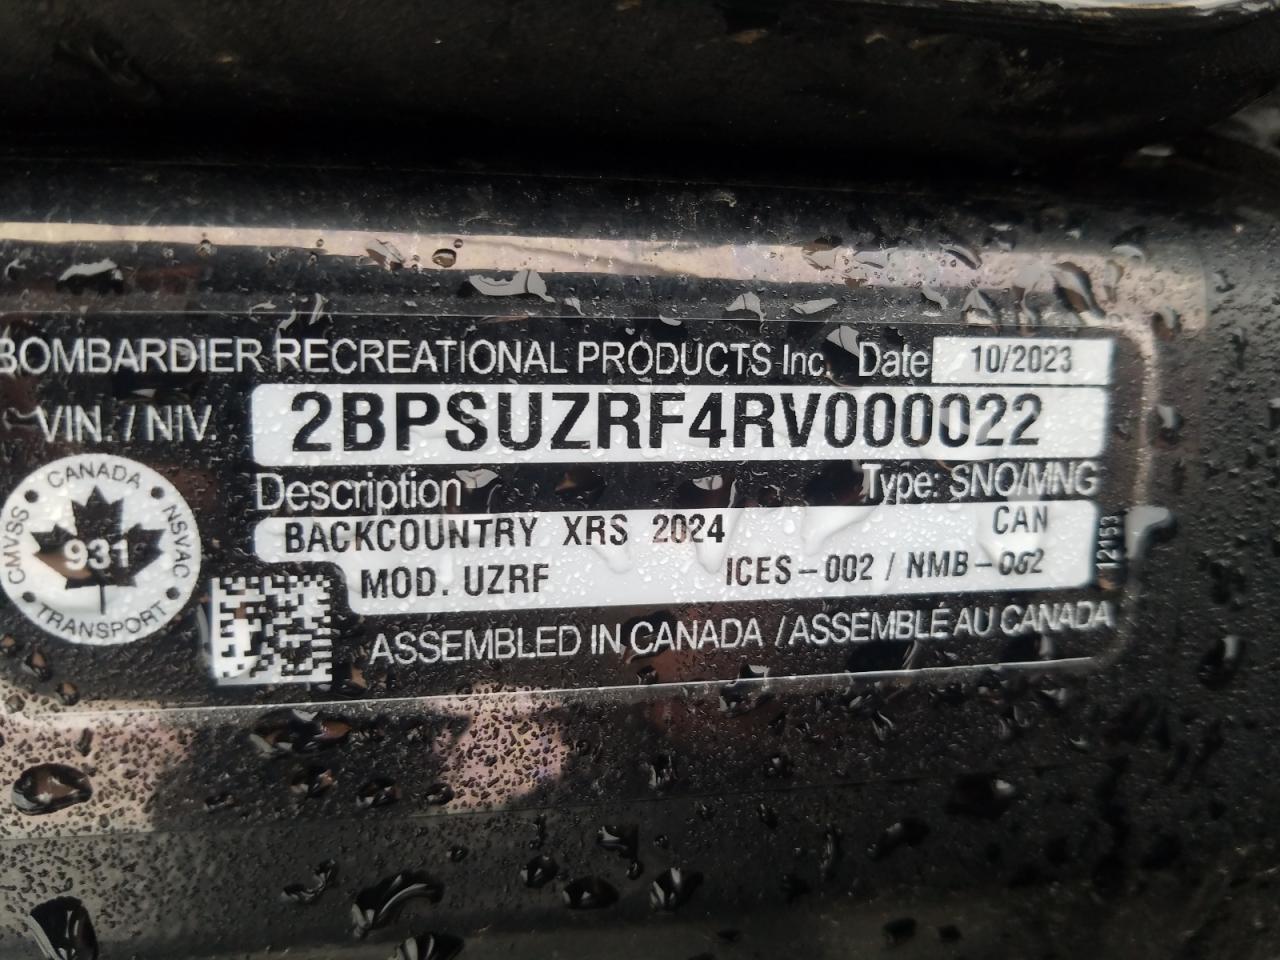 BOMBARDIER RECREATIONAL PRODUCTS Inc. Date 10/2023
VIN. / NIV. 2BPSUZRF4RV000022
Description Type: SNO/MNG
BACKCOUNTRY XRS 2024 CAN
MOD. UZRF ICES-002 / NMB-002
ASSEMBLED IN CANADA / ASSEMBLÉ AU CANADA
CANADA
CMVSS 931 NSVAC
TRANSPORT
12153